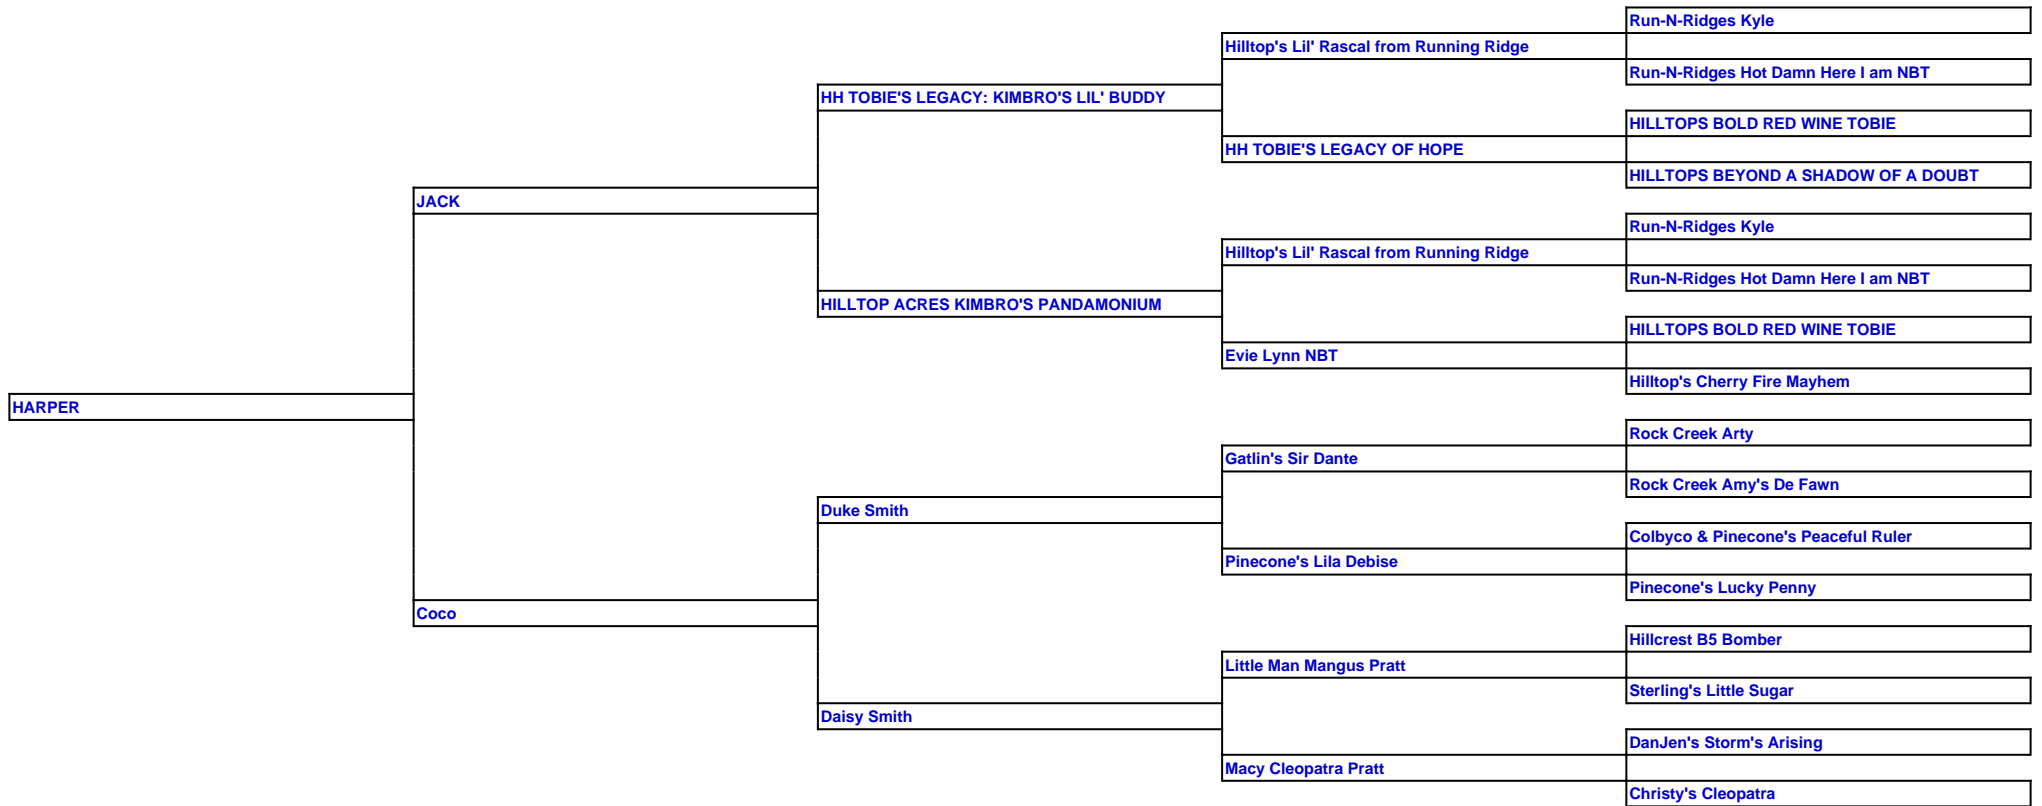 Run-N-Ridges Kyle
Hilltop's Lil' Rascal from Running Ridge
Run-N-Ridges Hot Damn Here I am NBT
HH TOBIE'S LEGACY: KIMBRO'S LIL' BUDDY
HILLTOPS BOLD RED WINE TOBIE
HH TOBIE'S LEGACY OF HOPE
HILLTOPS BEYOND A SHADOW OF A DOUBT
JACK
Run-N-Ridges Kyle
Hilltop's Lil' Rascal from Running Ridge
Run-N-Ridges Hot Damn Here I am NBT
HILLTOP ACRES KIMBRO'S PANDAMONIUM
HILLTOPS BOLD RED WINE TOBIE
Evie Lynn NBT
Hilltop's Cherry Fire Mayhem
HARPER
Rock Creek Arty
Gatlin's Sir Dante
Rock Creek Amy's De Fawn
Duke Smith
Colbyco & Pinecone's Peaceful Ruler
Pinecone's Lila Debise
Pinecone's Lucky Penny
Coco
Hillcrest B5 Bomber
Little Man Mangus Pratt
Sterling's Little Sugar
Daisy Smith
DanJen's Storm's Arising
Macy Cleopatra Pratt
Christy's Cleopatra